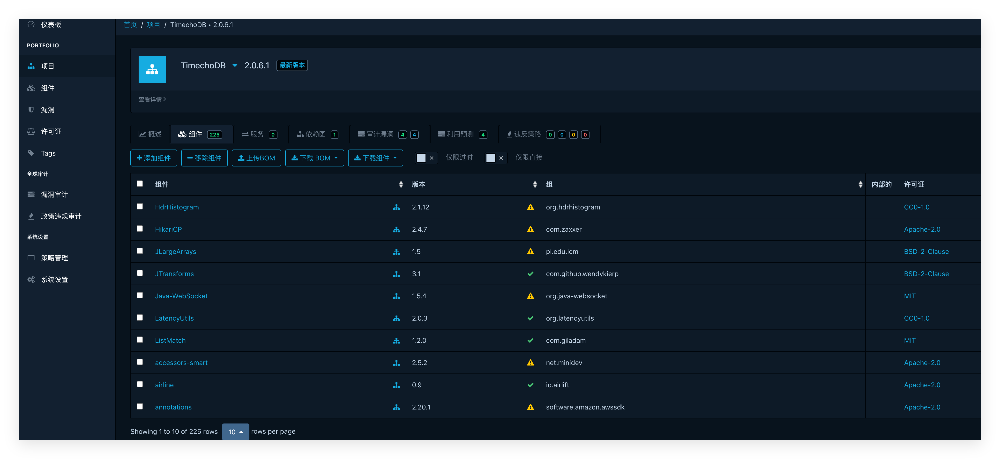 仪表板
首页 / 项目 / TimechoDB ▸ 2.0.6.1
PORTFOLIO
项目
组件
漏洞
许可证
Tags
全球审计
漏洞审计
政策违规审计
系统设置
策略管理
系统设置
TimechoDB 2.0.6.1 最新版本
查看详情
概述 组件 225 服务 0 依赖图 1 审计漏洞 4 4 利用预测 4 违反策略 0 0 0 0
添加组件 移除组件 上传BOM 下载 BOM 下载组件 仅限过时 仅限直接
组件 版本 组 内部的 许可证
HdrHistogram 2.1.12 org.hdrhistogram CC0-1.0
HikariCP 2.4.7 com.zaxxer Apache-2.0
JLargeArrays 1.5 pl.edu.icm BSD-2-Clause
JTransforms 3.1 com.github.wendykierp BSD-2-Clause
Java-WebSocket 1.5.4 org.java-websocket MIT
LatencyUtils 2.0.3 org.latencyutils CC0-1.0
ListMatch 1.2.0 com.giladam MIT
accessors-smart 2.5.2 net.minidev Apache-2.0
airline 0.9 io.airlift Apache-2.0
annotations 2.20.1 software.amazon.awssdk Apache-2.0
Showing 1 to 10 of 225 rows 10 rows per page